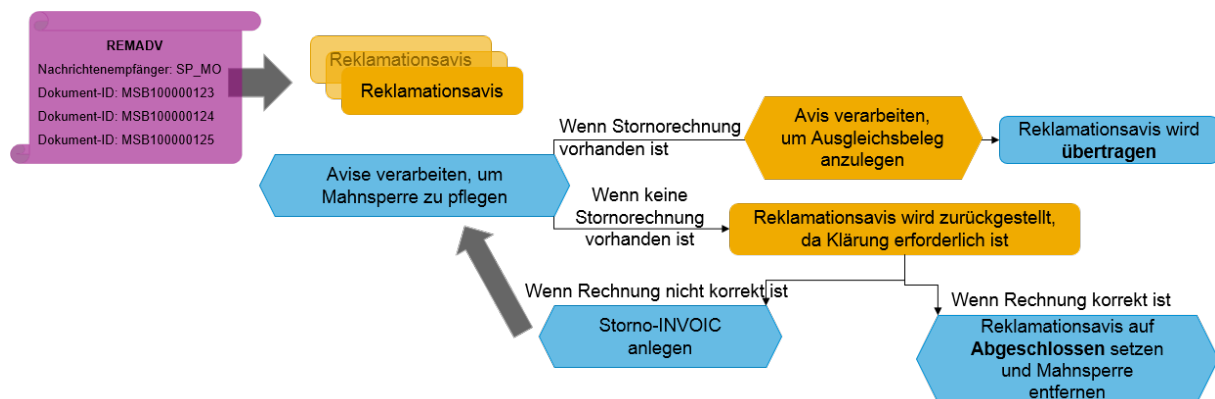 REMADV
Nachrichtenempfänger: SP_MO
Dokument-ID: MSB100000123
Dokument-ID: MSB100000124
Dokument-ID: MSB100000125
Reklamationsavis
Reklamationsavis
Avise verarbeiten, um
Mahnsperre zu pflegen
Wenn Stornorechnung
vorhanden ist
Avis verarbeiten,
um Ausgleichsbeleg
anzulegen
Reklamationsavis wird
übertragen
Wenn keine
Stornorechnung
vorhanden ist
Reklamationsavis wird zurückgestellt,
da Klärung erforderlich ist
Wenn Rechnung nicht korrekt ist
Storno-INVOIC
anlegen
Wenn Rechnung korrekt ist
Reklamationsavis auf
Abgeschlossen setzen
und Mahnsperre
entfernen